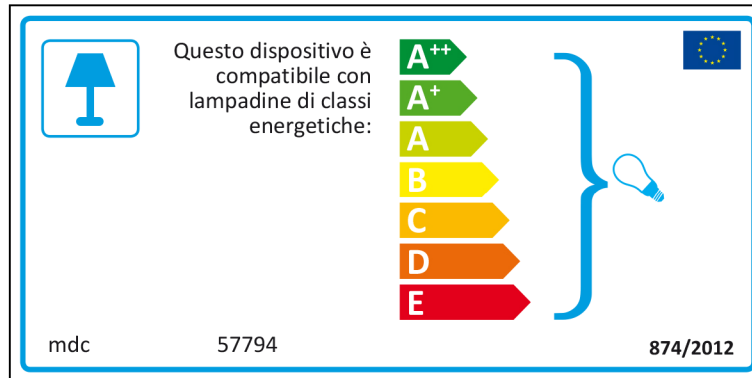 Questo dispositivo è
compatibile con
lampadine di classi
energetiche:
A++
A+
A
B
C
D
E
mdc 57794 874/2012